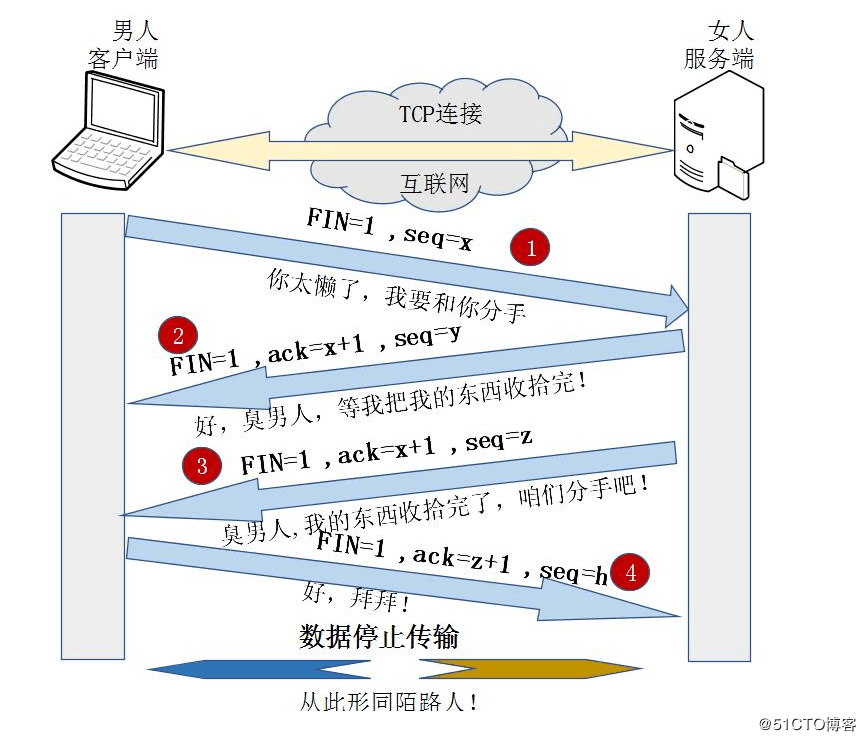 男人
客户端
女人
服务端
TCP连接
互联网
FIN=1 ,seq=x
1
你太懒了，我要和你分手
2
FIN=1 ,ack=x+1 ,seq=y
好，臭男人，等我把我的东西收拾完！
3
FIN=1 ,ack=x+1 ,seq=z
臭男人,我的东西收拾完了，咱们分手吧！
FIN=1 ,ack=z+1 ,seq=h
4
好，拜拜！
数据停止传输
从此形同陌路人！
@51CTO博客